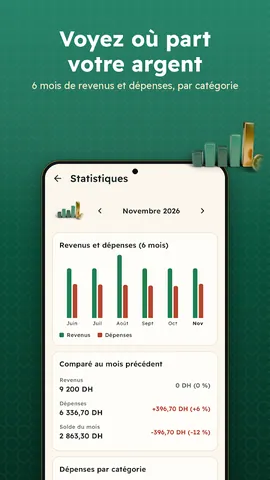 Voyez où part
votre argent
6 mois de revenus et dépenses, par catégorie
Statistiques
Novembre 2026
Revenus et dépenses (6 mois)
Juin Juil Août Sept Oct Nov
Revenus Dépenses
Comparé au mois précédent
Revenus
9 200 DH 0 DH (0 %)
Dépensés
6 336,70 DH +396,70 DH (+6 %)
Solde du mois
2 863,30 DH -396,70 DH (-12 %)
Dépenses par catégorie